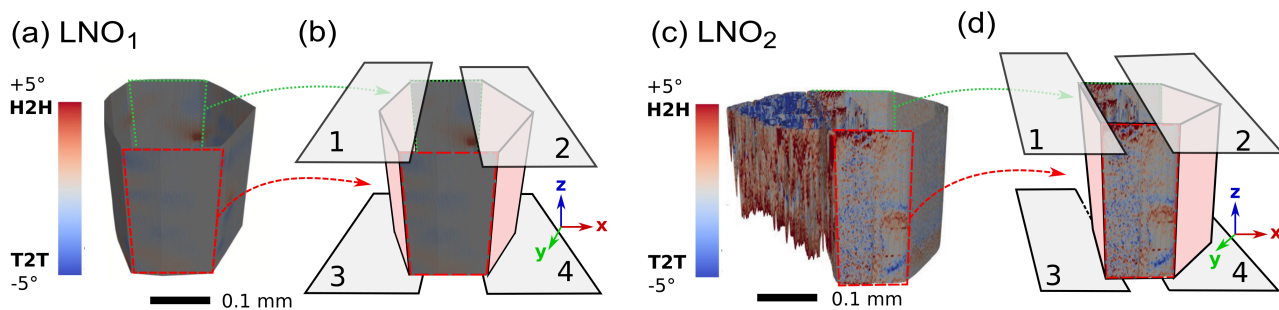 (a) LNO₁
+5°
H2H
T2T
-5°
0.1 mm
(b)
1
2
3
4
z
x
y
(c) LNO₂
+5°
H2H
T2T
-5°
0.1 mm
(d)
1
2
3
4
z
x
y